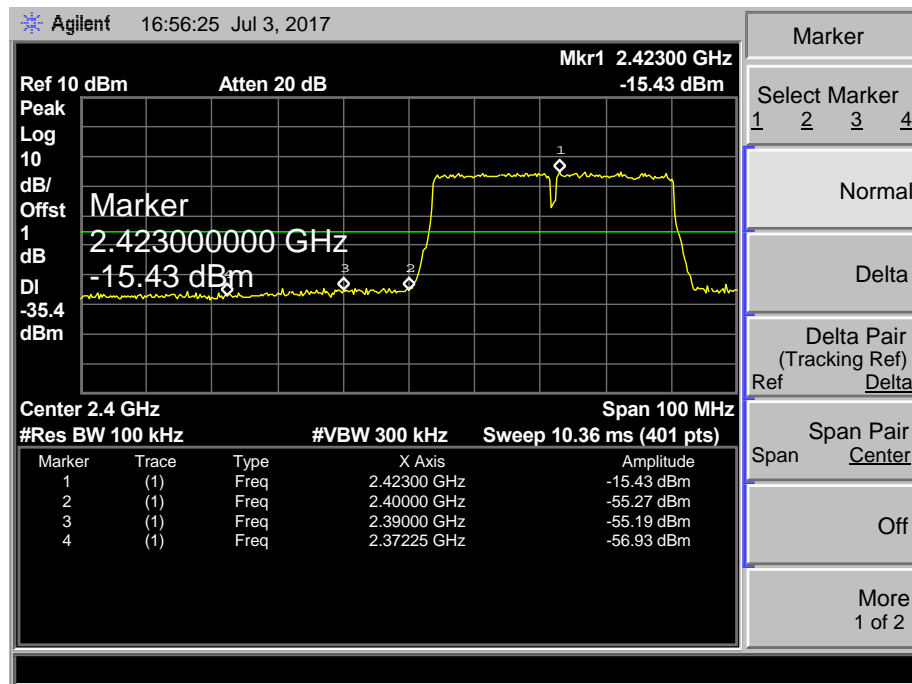 Agilent 16:56:25 Jul 3, 2017
Mkr1 2.42300 GHz
Ref 10 dBm Atten 20 dB -15.43 dBm
Peak
Log
10
dB/
Offst
1
dB
DI
-35.4
dBm
1
2
3
4
Marker
2.423000000 GHz
-15.43 dBm
Center 2.4 GHz Span 100 MHz
#Res BW 100 kHz #VBW 300 kHz Sweep 10.36 ms (401 pts)
Marker Trace Type X Axis Amplitude
1 (1) Freq 2.42300 GHz -15.43 dBm
2 (1) Freq 2.40000 GHz -55.27 dBm
3 (1) Freq 2.39000 GHz -55.19 dBm
4 (1) Freq 2.37225 GHz -56.93 dBm
Marker
Select Marker
1 2 3 4
Normal
Delta
Delta Pair
(Tracking Ref)
Ref Delta
Span Pair
Span Center
Off
More
1 of 2